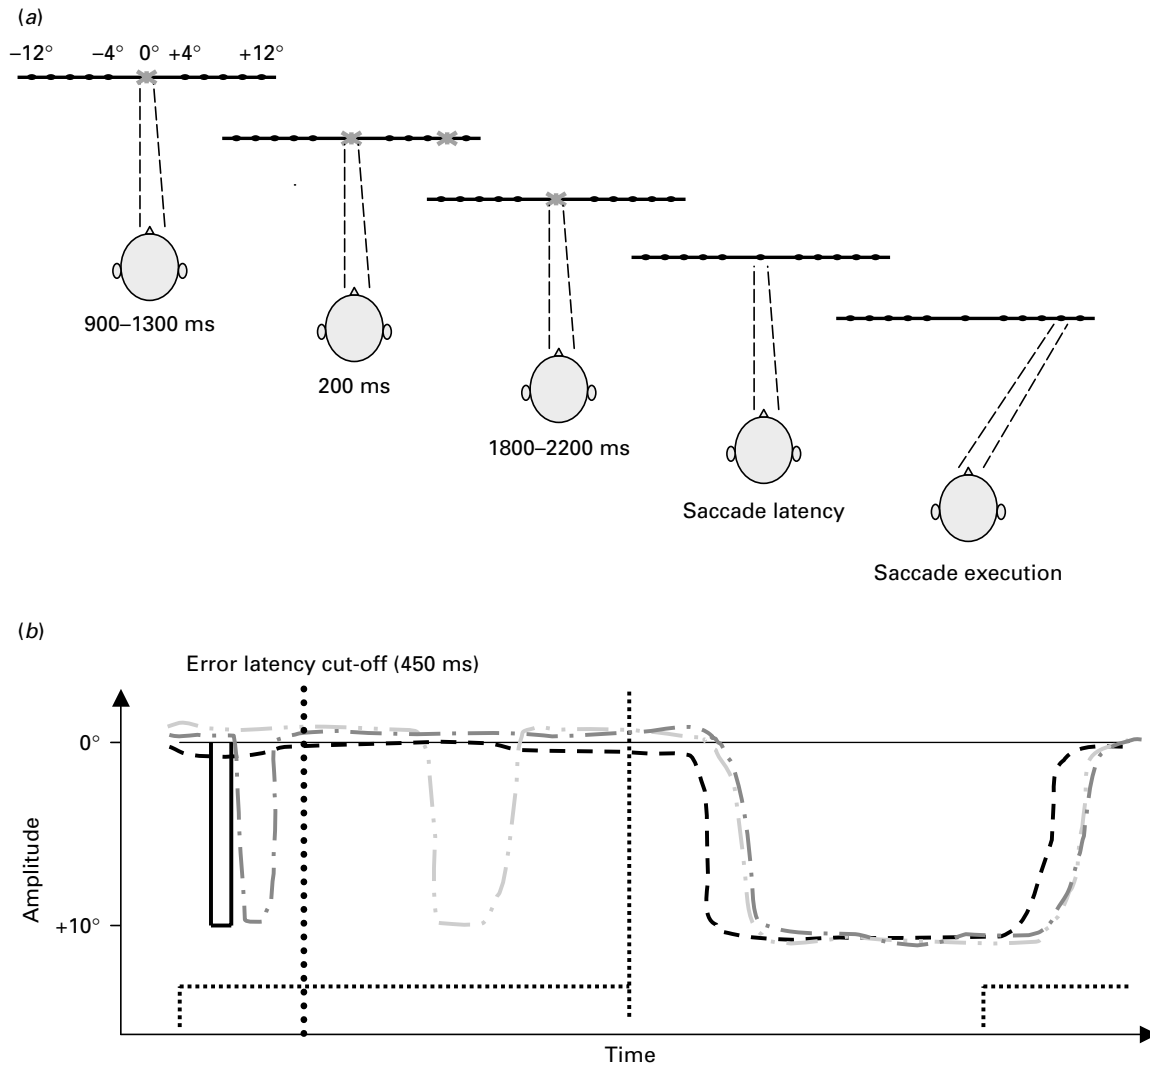 (a)
–12° –4° 0° +4° +12°
900–1300 ms
200 ms
1800–2200 ms
Saccade latency
Saccade execution
(b)
Error latency cut-off (450 ms)
0°
Amplitude
+10°
Time